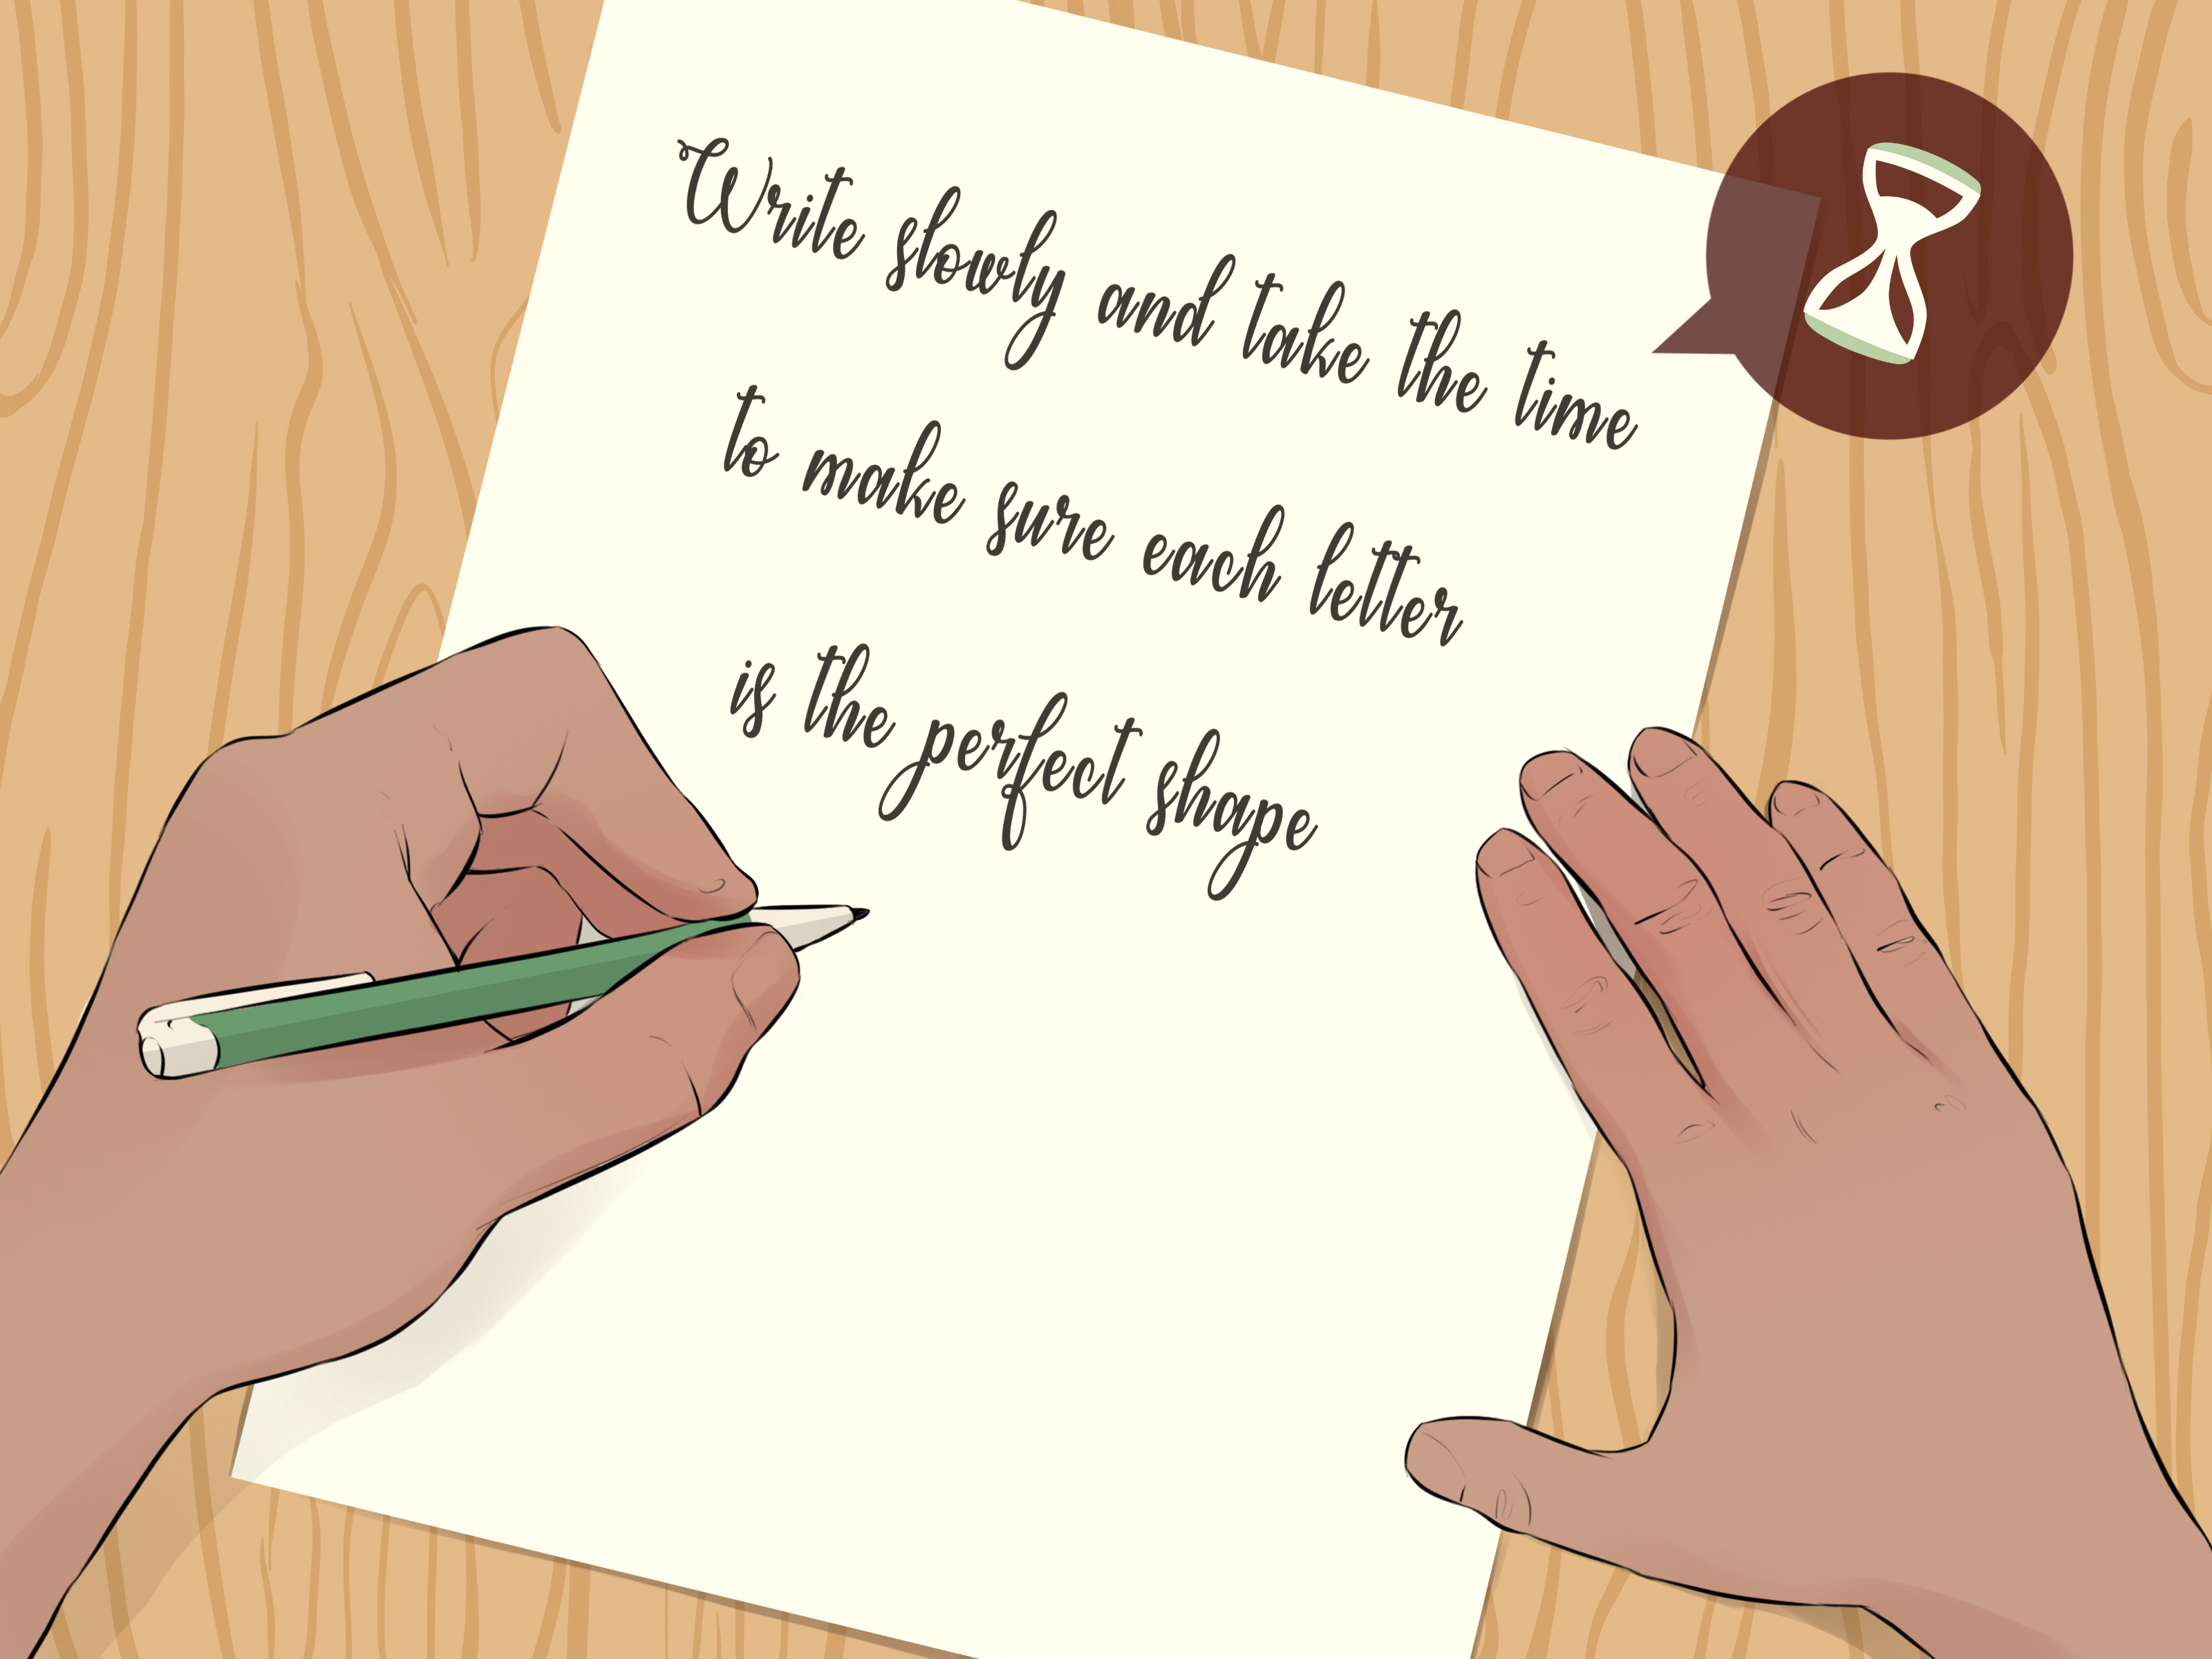 Write slowly and take the time
to make sure each letter
is the perfect shape